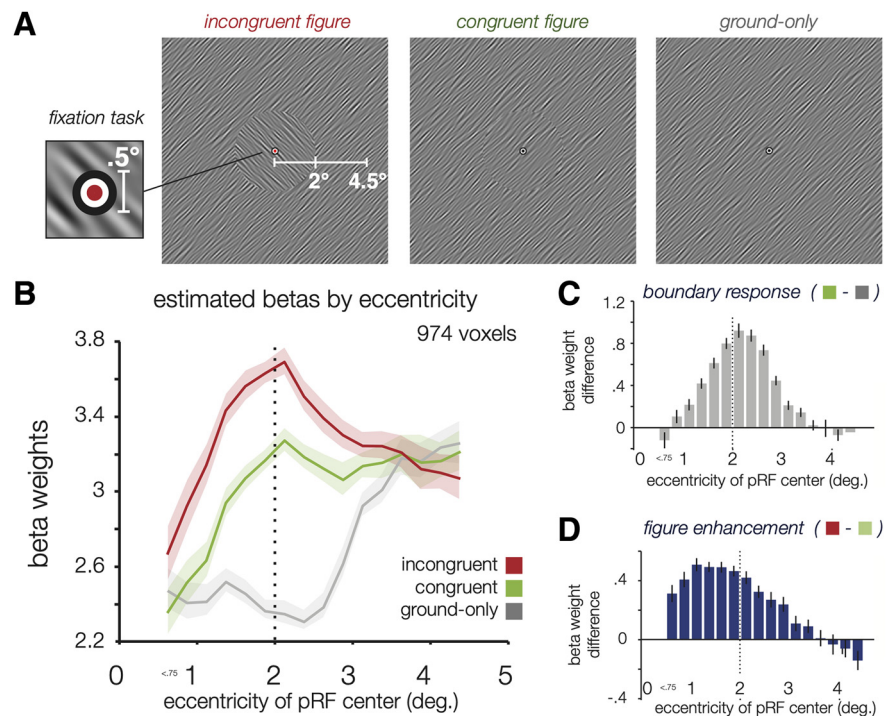 A
incongruent figure
congruent figure
ground-only
fixation task
.5°
2°
4.5°
B
estimated betas by eccentricity
974 voxels
3.8
3.4
3
2.6
2.2
beta weights
incongruent
congruent
ground-only
0
<.75
1
2
3
4
5
eccentricity of pRF center (deg.)
C
boundary response ( - )
1.2
.8
.4
0
beta weight
difference
0 <.75 1 2 3 4
eccentricity of pRF center (deg.)
D
figure enhancement ( - )
.4
0
-.4
beta weight
difference
0 <.75 1 2 3 4
eccentricity of pRF center (deg.)